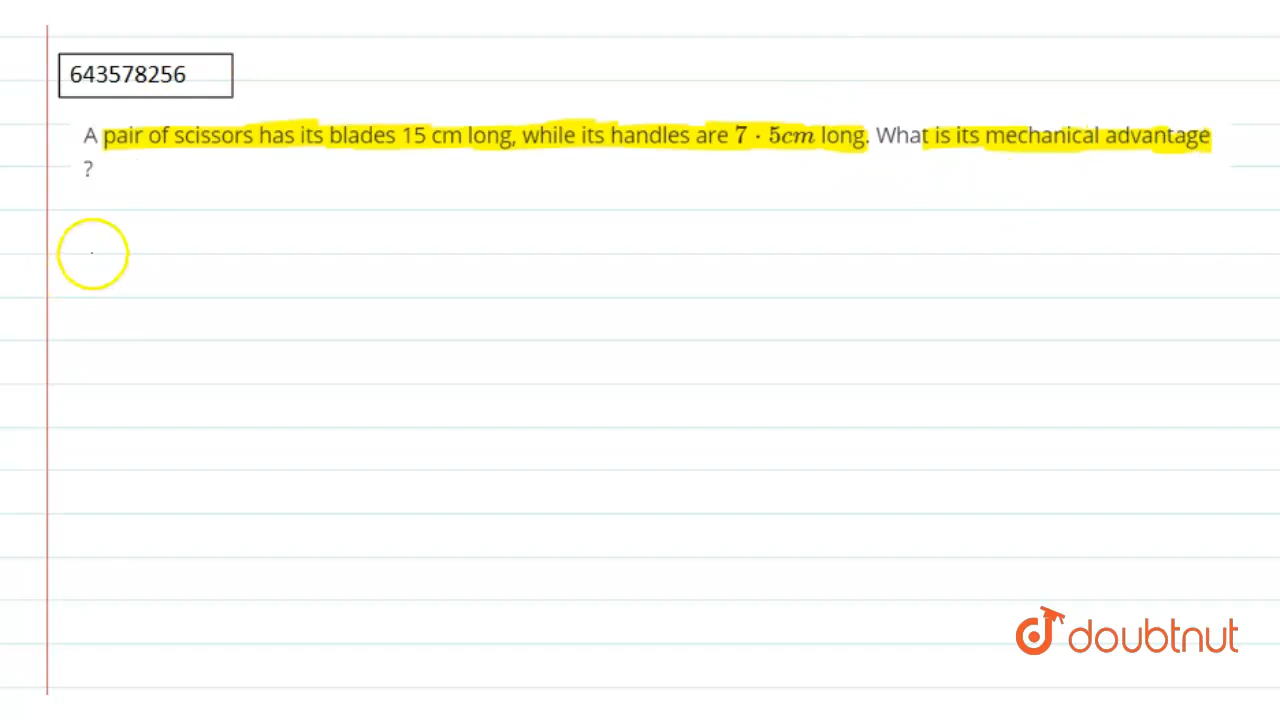 643578256
A pair of scissors has its blades 15 cm long, while its handles are 7 · 5cm long. What is its mechanical advantage
?
doubtnut